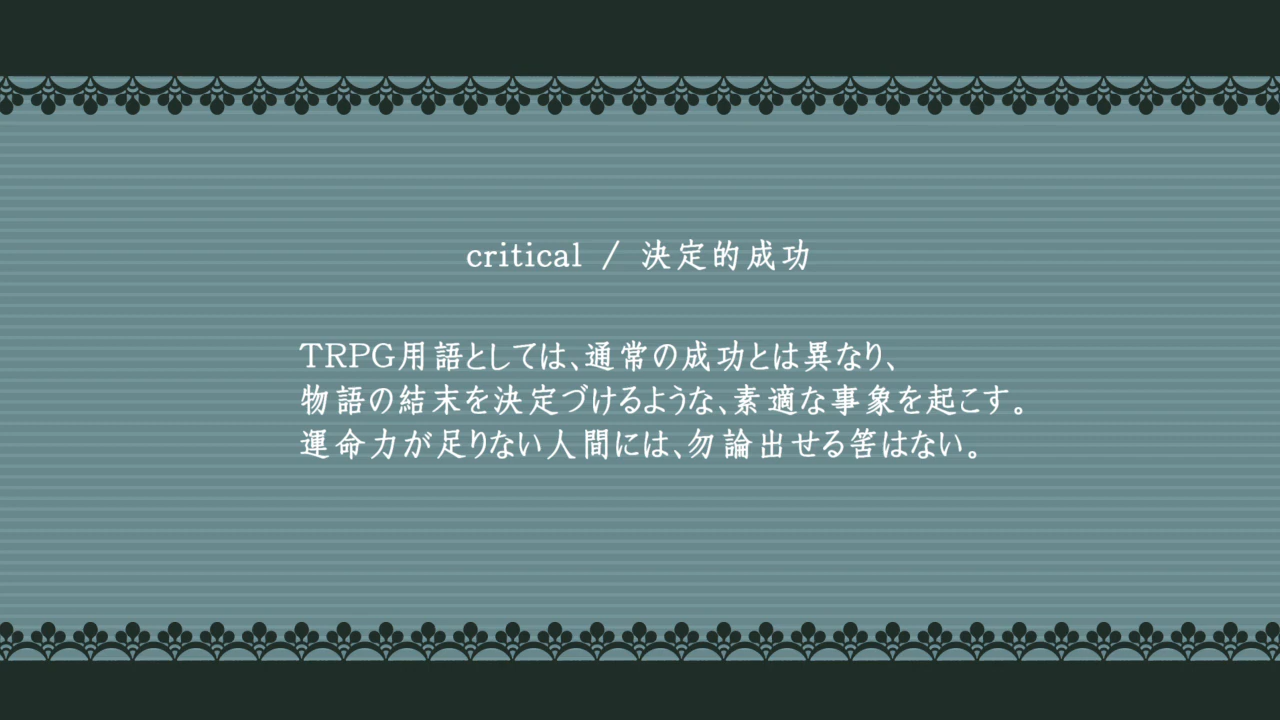 critical / 決定的成功
TRPG用語としては、通常の成功とは異なり、
物語の結末を決定づけるような、素適な事象を起こす。
運命力が足りない人間には、勿論出せる筈はない。